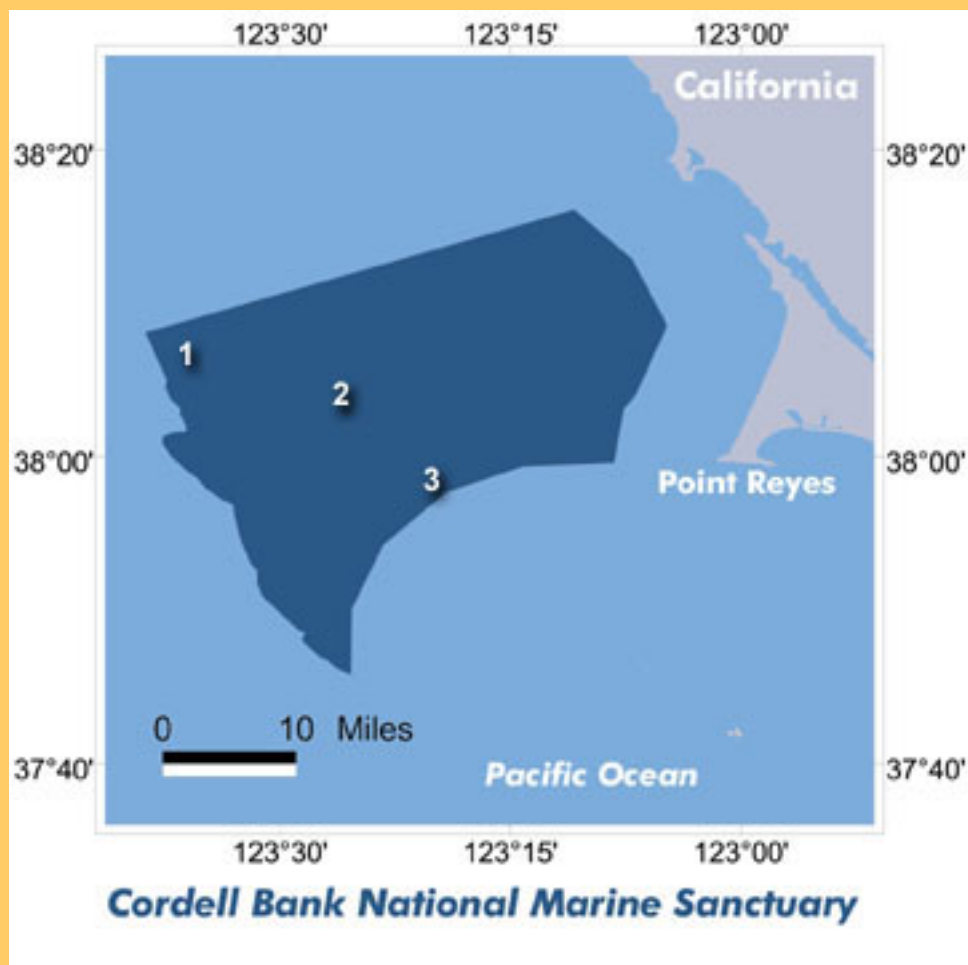 123°30' 123°15' 123°00'
California
38°20' 38°20'
1
2
3
38°00' 38°00'
Point Reyes
0 10 Miles
37°40' 37°40'
Pacific Ocean
123°30' 123°15' 123°00'
Cordell Bank National Marine Sanctuary